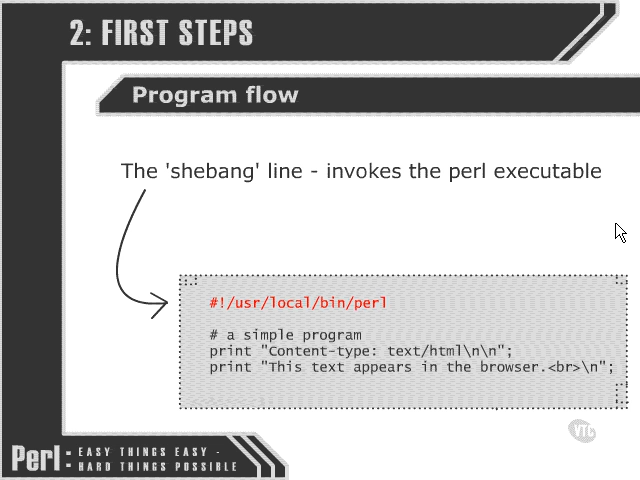 2: FIRST STEPS
Program flow
The 'shebang' line - invokes the perl executable
#!/usr/local/bin/perl
# a simple program
print "Content-type: text/html\n\n";
print "This text appears in the browser.<br>\n";
VTC
Perl: EASY THINGS EASY -
HARD THINGS POSSIBLE